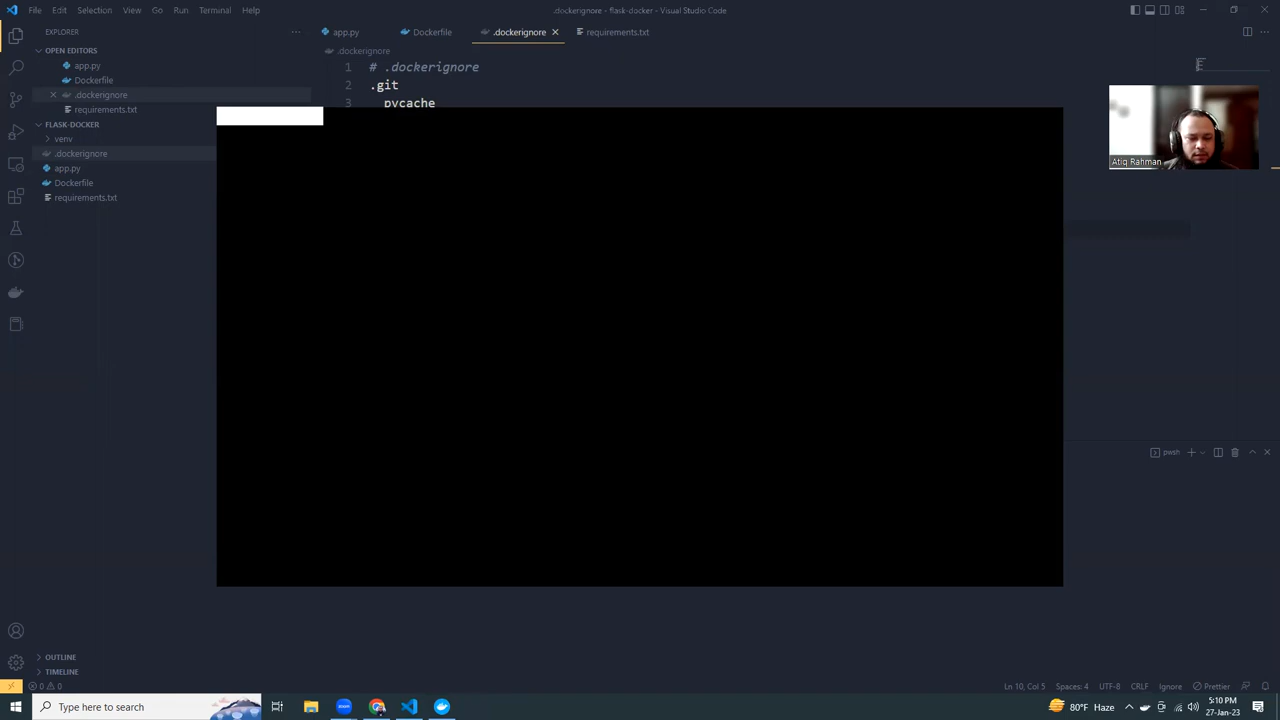 File Edit Selection View Go Run Terminal Help
.dockerignore - flask-docker - Visual Studio Code
EXPLORER
app.py
Dockerfile
.dockerignore
requirements.txt
OPEN EDITORS
app.py
Dockerfile
.dockerignore
requirements.txt
FLASK-DOCKER
venv
.dockerignore
app.py
Dockerfile
requirements.txt
.dockerignore
1 # .dockerignore
2 .git
3 pycache
Atiq Rahman
pwsh
OUTLINE
TIMELINE
0 0
Ln 10, Col 5 Spaces: 4 UTF-8 CRLF Ignore Prettier
Type here to search
80°F Haze
5:10 PM
27-Jan-23